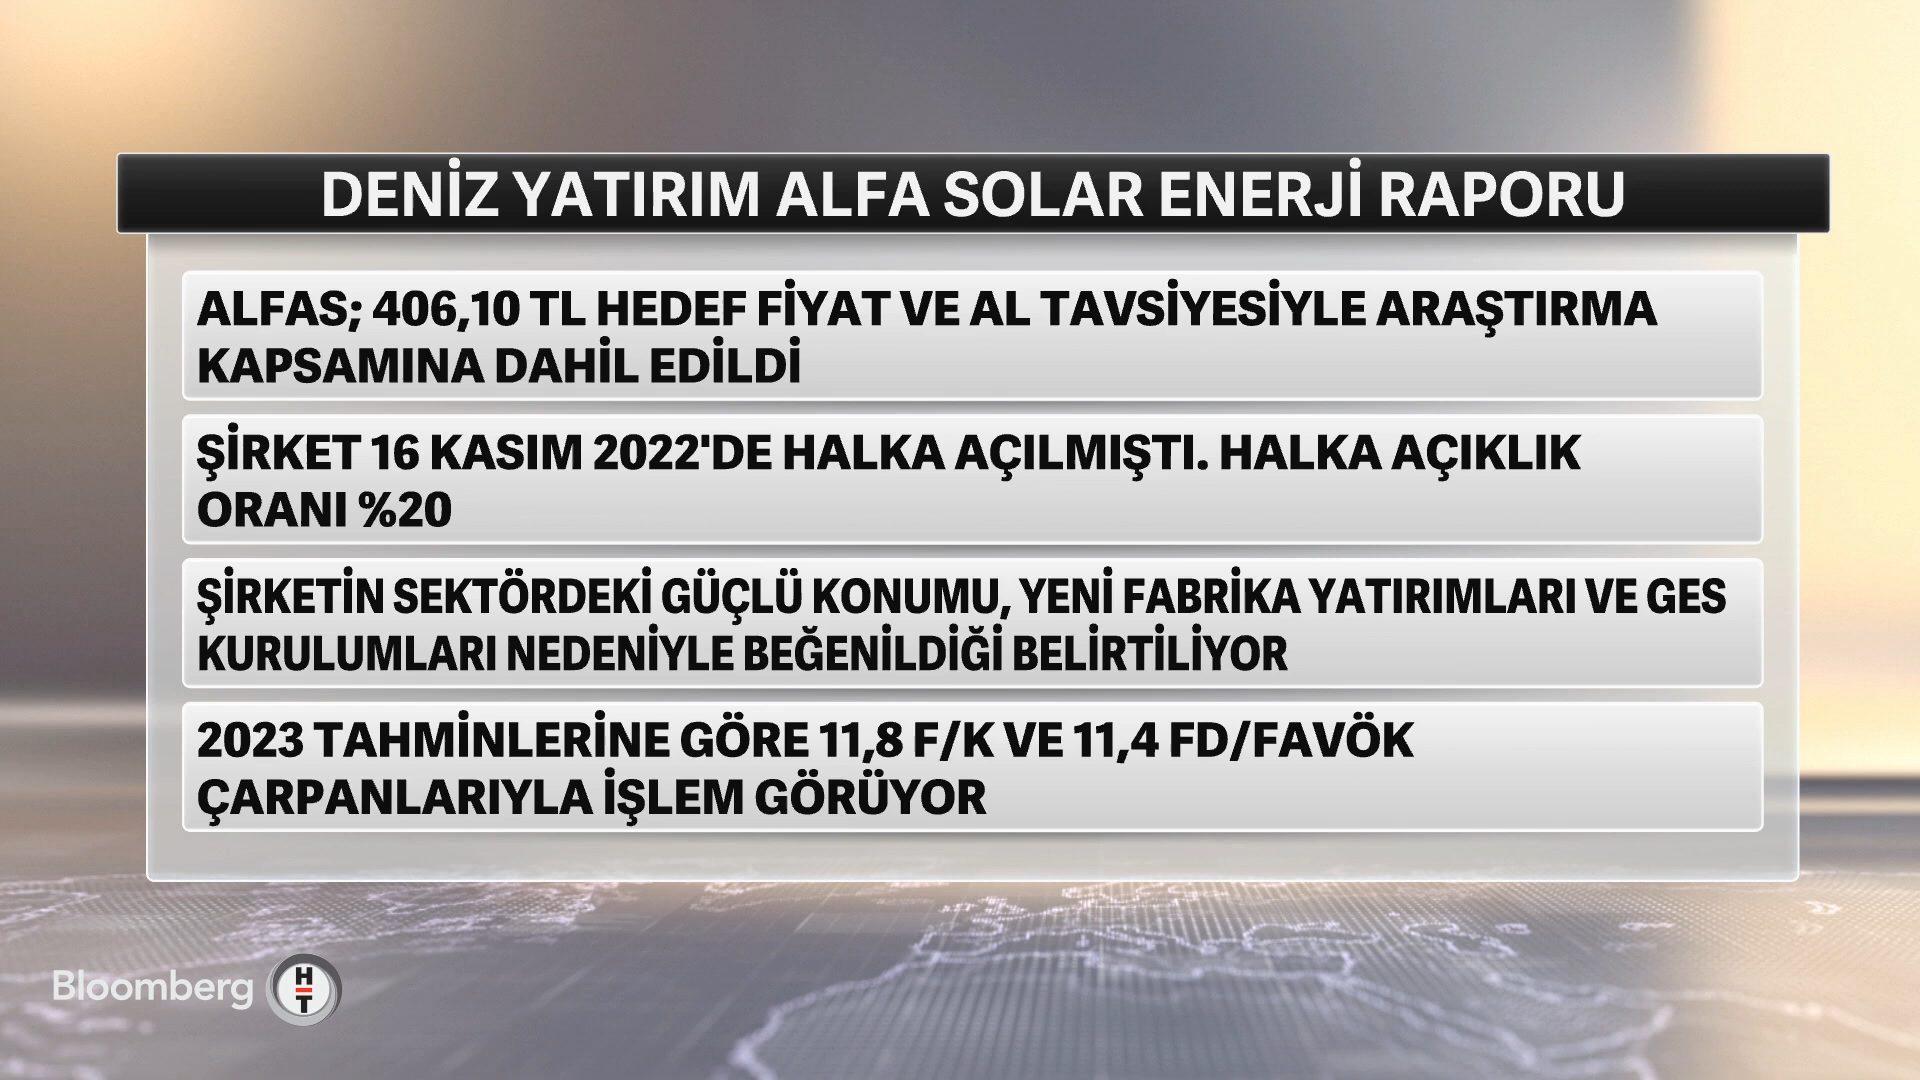 DENİZ YATIRIM ALFA SOLAR ENERJİ RAPORU
ALFAS; 406,10 TL HEDEF FİYAT VE AL TAVSİYESİYLE ARAŞTIRMA
KAPSAMINA DAHİL EDİLDİ
ŞİRKET 16 KASIM 2022'DE HALKA AÇILMIŞTI. HALKA AÇIKLIK
ORANI %20
ŞİRKETİN SEKTÖRDEKİ GÜÇLÜ KONUMU, YENİ FABRİKA YATIRIMLARI VE GES
KURULUMLARI NEDENİYLE BEĞENİLDİĞİ BELİRTİLİYOR
2023 TAHMİNLERİNE GÖRE 11,8 F/K VE 11,4 FD/FAVÖK
ÇARPANLARIYLA İŞLEM GÖRÜYOR
Bloomberg HT